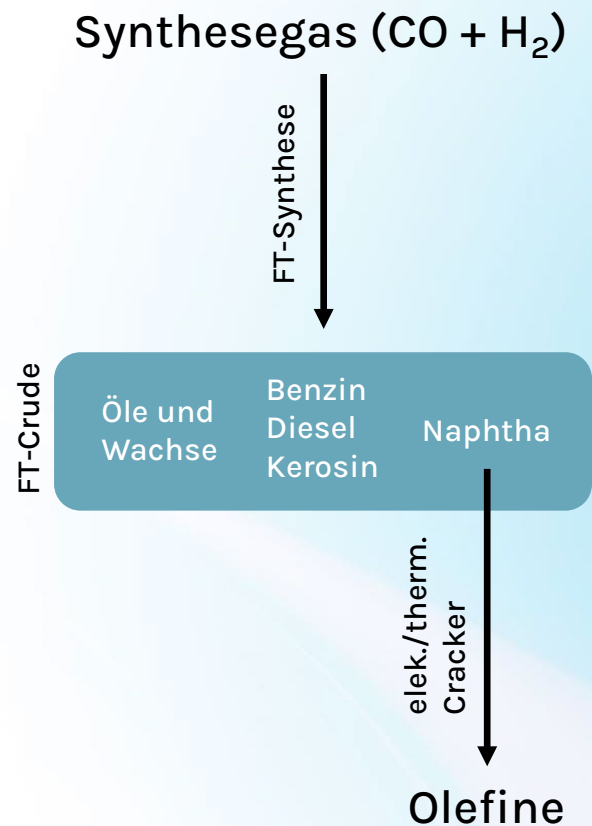 Synthesegas (CO + H₂)
FT-Synthese
FT-Crude
Öle und
Wachse
Benzin
Diesel
Kerosin
Naphtha
elek./therm.
Cracker
Olefine